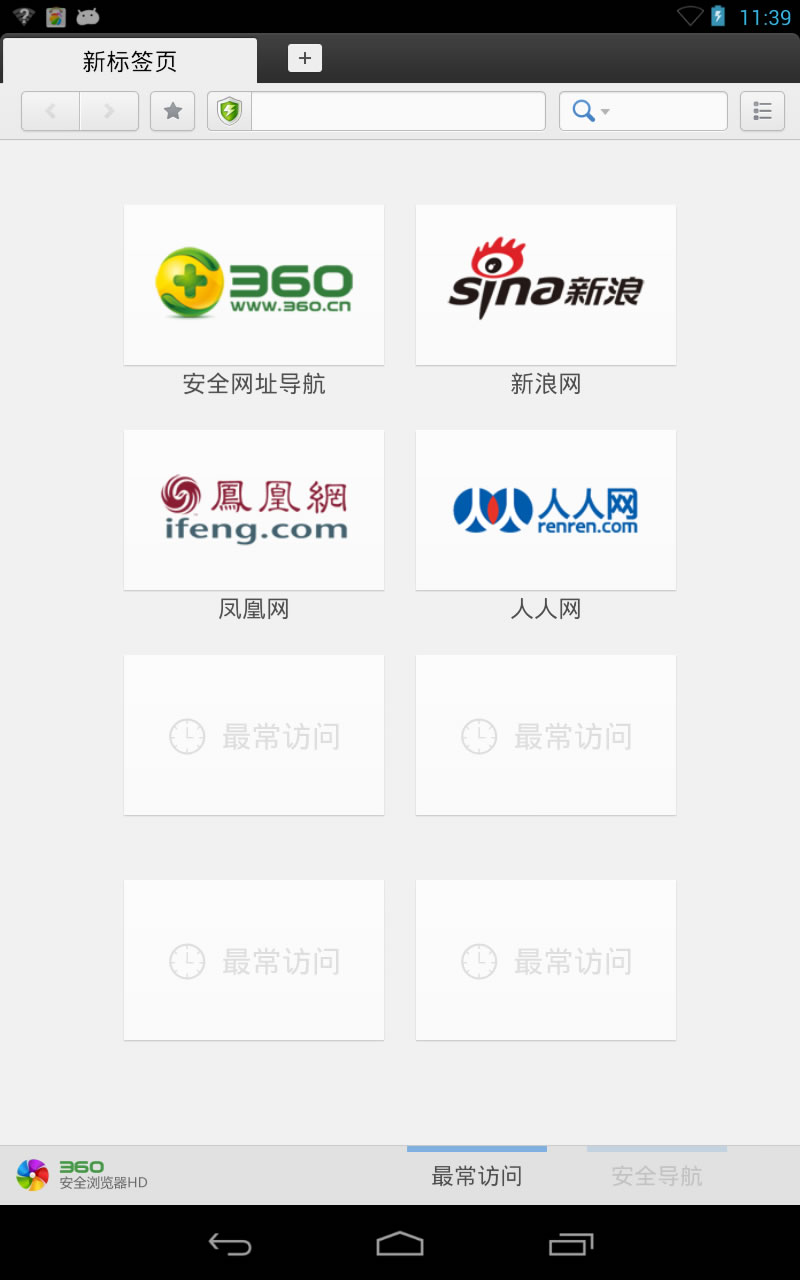 11:39
新标签页
+
360
www.360.cn
sina新浪
安全网址导航
新浪网
鳳凰網
ifeng.com
人人网
renren.com
凤凰网
人人网
最常访问
最常访问
最常访问
最常访问
360
安全浏览器HD
最常访问
安全导航